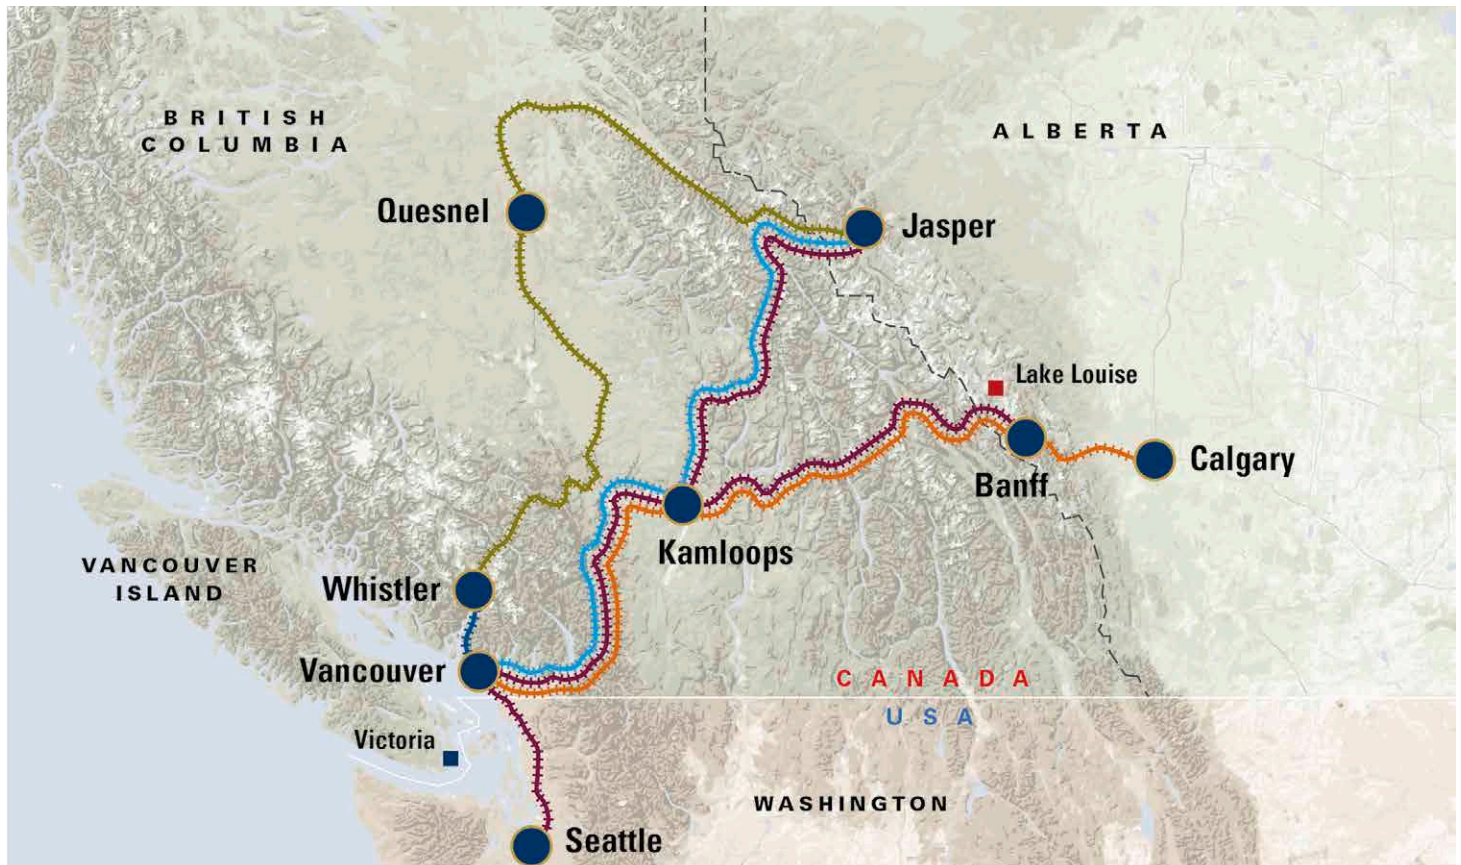 BRITISH
COLUMBIA
ALBERTA
Quesnel
Jasper
Lake Louise
Calgary
Banff
Kamloops
VANCOUVER
ISLAND
Whistler
Vancouver
CANADA
USA
Victoria
WASHINGTON
Seattle